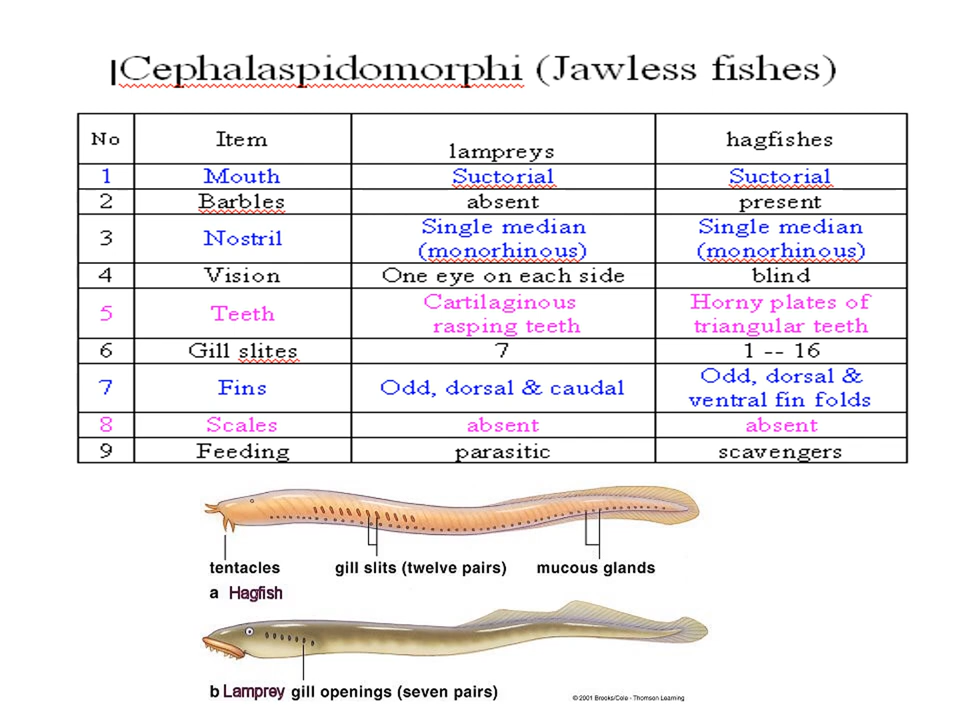 Cephalaspidomorphi (Jawless fishes)
No Item lampreys hagfishes
1 Mouth Suctorial Suctorial
2 Barbles absent present
3 Nostril Single median (monorhinous) Single median (monorhinous)
4 Vision One eye on each side blind
5 Teeth Cartilaginous rasping teeth Horny plates of triangular teeth
6 Gill slites 7 1 -- 16
7 Fins Odd, dorsal & caudal Odd, dorsal & ventral fin folds
8 Scales absent absent
9 Feeding parasitic scavengers
tentacles gill slits (twelve pairs) mucous glands
a Hagfish
b Lamprey gill openings (seven pairs)
© 2001 Brooks/Cole - Thomson Learning